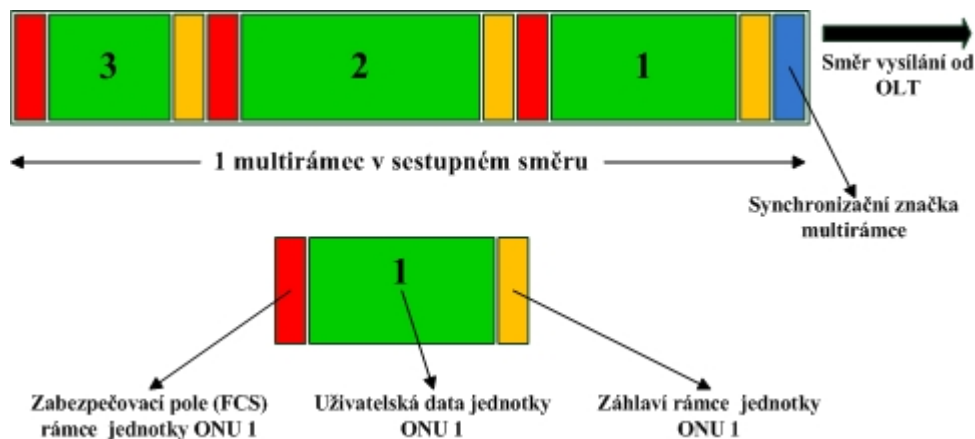 3
2
1
Směr vysílání od
OLT
1 multirámec v sestupném směru
Synchronizační značka
multirámce
1
Zabezpečovací pole (FCS)
rámce jednotky ONU 1
Uživatelská data jednotky
ONU 1
Záhlaví rámce jednotky
ONU 1